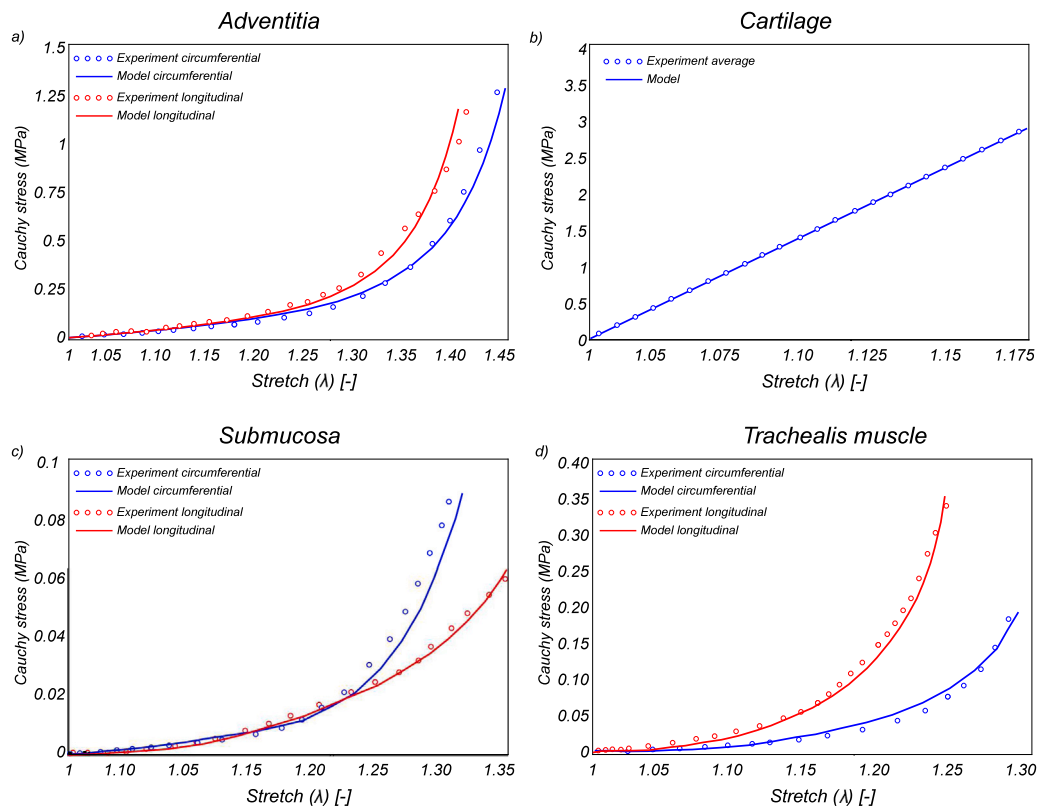 Adventitia
a)
1.5
1.25
1
0.75
0.5
0.25
0
Cauchy stress (MPa)
Experiment circumferential
Model circumferential
Experiment longitudinal
Model longitudinal
1 1.05 1.10 1.15 1.20 1.25 1.30 1.35 1.40 1.45
Stretch (λ) [-]
Cartilage
b)
4
3
2.5
2
1.5
1
0.5
0
Cauchy stress (MPa)
Experiment average
Model
1 1.05 1.075 1.10 1.125 1.15 1.175
Stretch (λ) [-]
Submucosa
c)
0.1
0.08
0.06
0.04
0.02
0
Cauchy stress (MPa)
Experiment circumferential
Model circumferential
Experiment longitudinal
Model longitudinal
1 1.10 1.05 1.20 1.25 1.30 1.35
Stretch (λ) [-]
Trachealis muscle
d)
0.40
0.35
0.30
0.25
0.20
0.15
0.10
0.05
0
Cauchy stress (MPa)
Experiment circumferential
Model circumferential
Experiment longitudinal
Model longitudinal
1 1.05 1.10 1.15 1.20 1.25 1.30
Stretch (λ) [-]